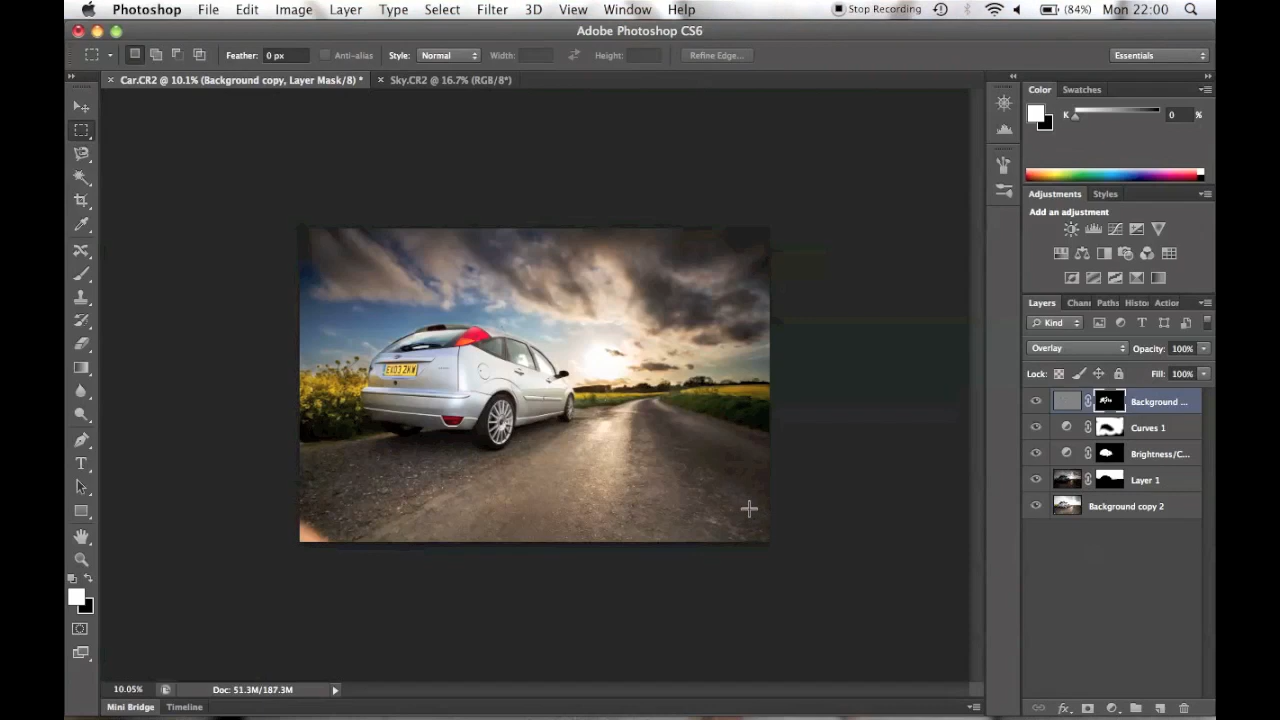 Photoshop File Edit Image Layer Type Select Filter 3D View Window Help Stop Recording (84%) Mon 22:00
Adobe Photoshop CS6
Feather: 0 px Anti-alias Style: Normal Width: Height: Refine Edge... Essentials
× Car.CR2 @ 10.1% (Background copy, Layer Mask/8) * × Sky.CR2 @ 16.7% (RGB/8*)
Color Swatches
K 0 %
Adjustments Styles
Add an adjustment
Layers Chann Paths Histo Action
Kind
Overlay Opacity: 100%
Lock: Fill: 100%
Background ...
Curves 1
Brightness/C...
Layer 1
Background copy 2
EX03 ZKW
10.05% Doc: 51.3M/187.3M
Mini Bridge Timeline